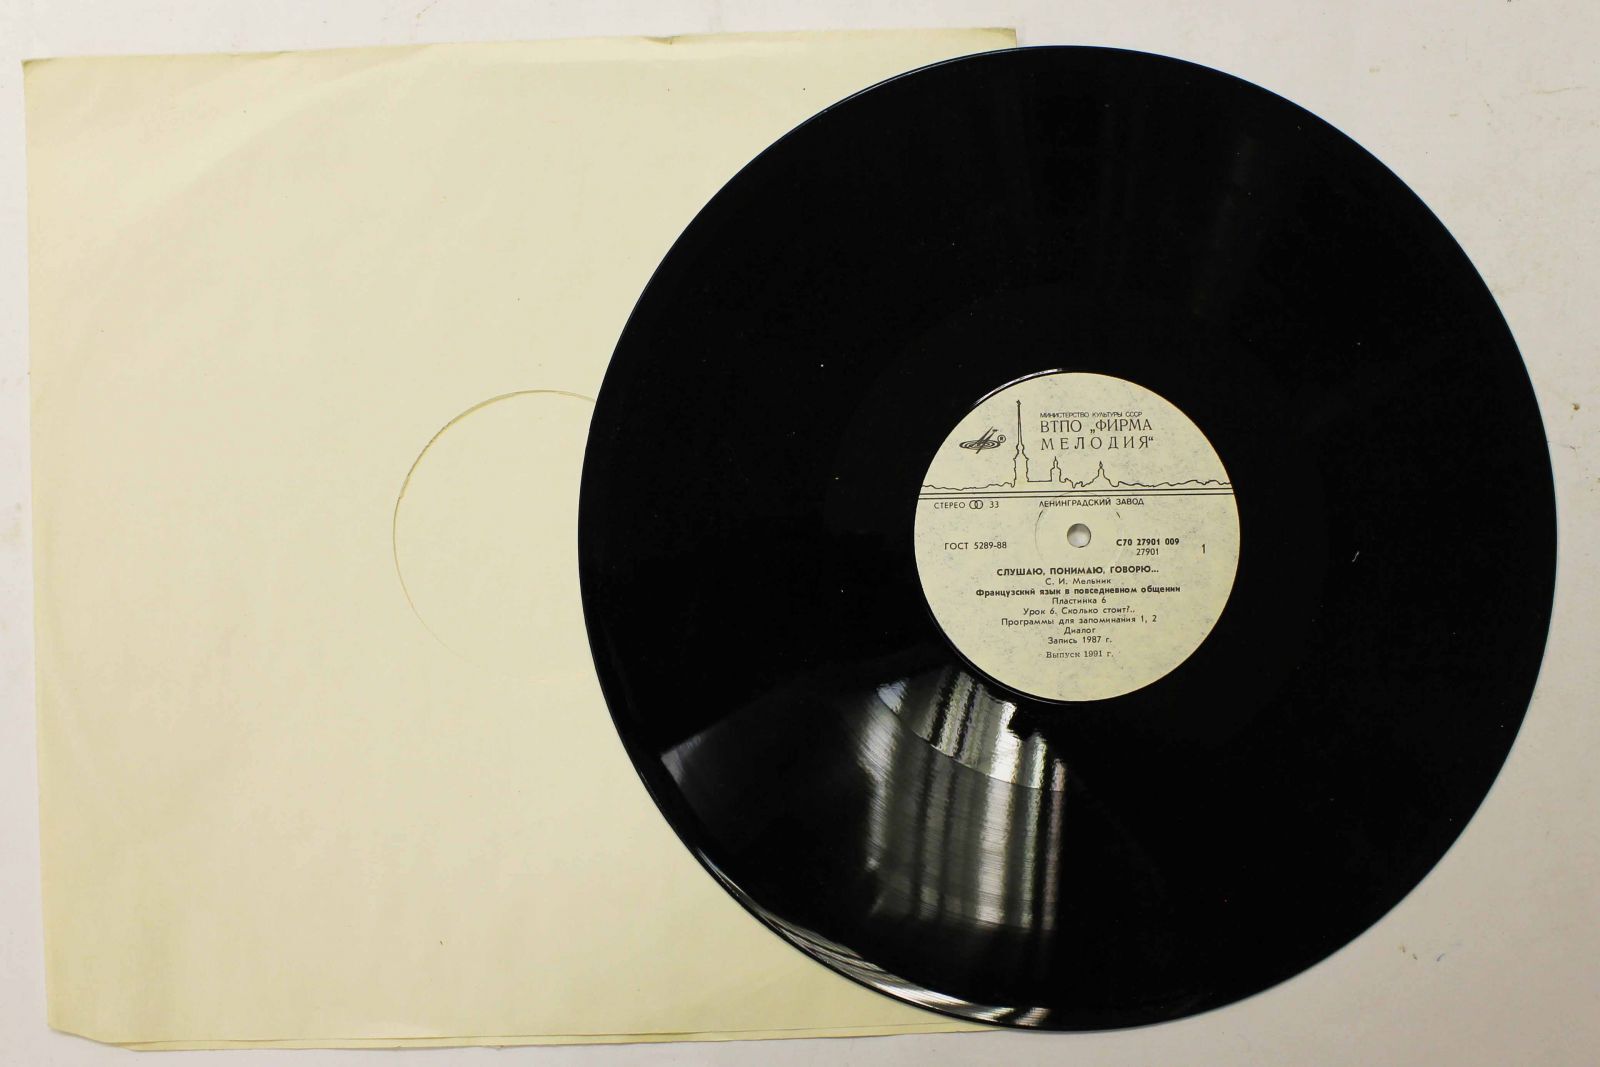 МИНИСТЕРСТВО КУЛЬТУРЫ СССР
ВТПО „ФИРМА
МЕЛОДИЯ“
СТЕРЕО 33 ЛЕНИНГРАДСКИЙ ЗАВОД
ГОСТ 5289-88 С70 27901 009
27901 1
СЛУШАЮ, ПОНИМАЮ, ГОВОРЮ...
С. И. Мельник
Французский язык в повседневном общении
Пластинка 6
Урок 6. Сколько стоит?..
Программы для запоминания 1, 2
Диалог
Запись 1987 г.
Выпуск 1991 г.